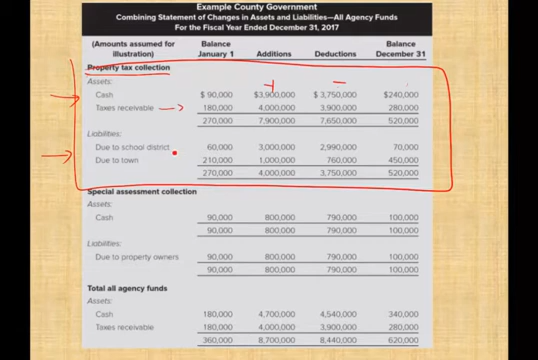 Example County Government
Combining Statement of Changes in Assets and Liabilities—All Agency Funds
For the Fiscal Year Ended December 31, 2017
(Amounts assumed for illustration) Balance January 1 Additions Deductions Balance December 31
Property tax collection
Assets: + −
Cash $ 90,000 $3,900,000 $ 3,750,000 $240,000
Taxes receivable 180,000 4,000,000 3,900,000 280,000
270,000 7,900,000 7,650,000 520,000
Liabilities:
Due to school district 60,000 3,000,000 2,990,000 70,000
Due to town 210,000 1,000,000 760,000 450,000
270,000 4,000,000 3,750,000 520,000
Special assessment collection
Assets:
Cash 90,000 800,000 790,000 100,000
90,000 800,000 790,000 100,000
Liabilities:
Due to property owners 90,000 800,000 790,000 100,000
90,000 800,000 790,000 100,000
Total all agency funds
Assets:
Cash 180,000 4,700,000 4,540,000 340,000
Taxes receivable 180,000 4,000,000 3,900,000 280,000
360,000 8,700,000 8,440,000 620,000